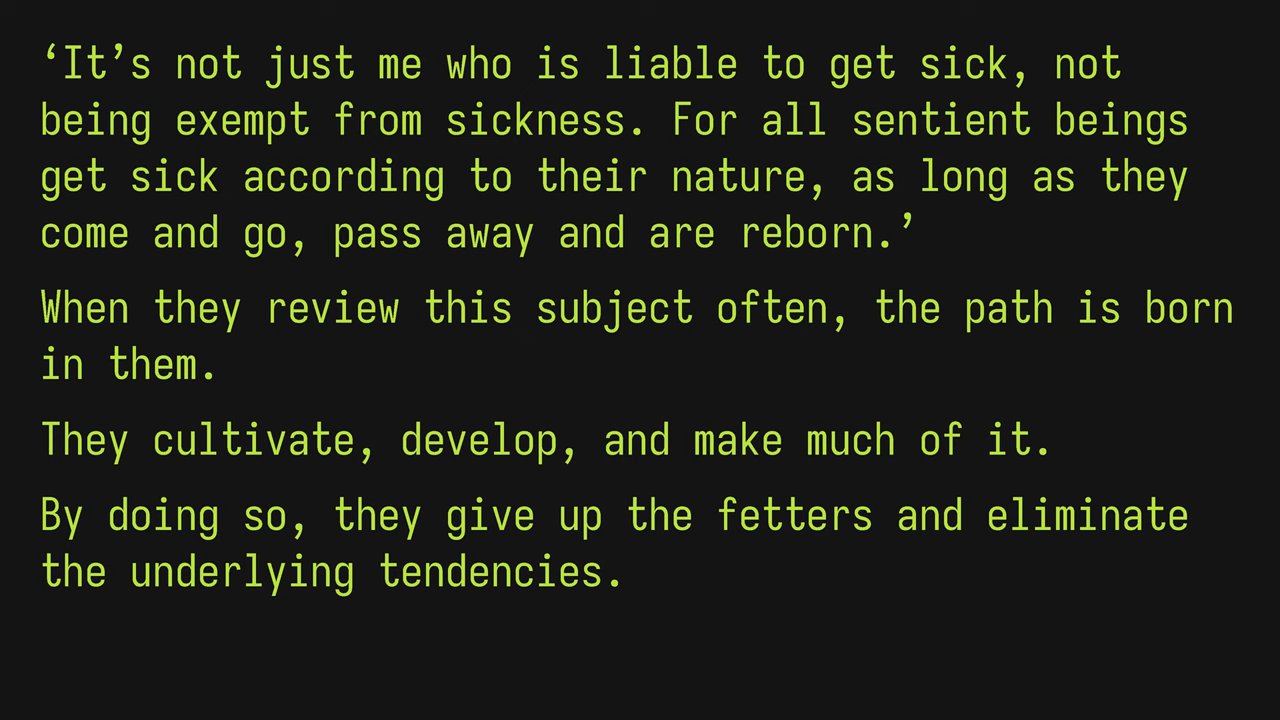 ‘It’s not just me who is liable to get sick, not
being exempt from sickness. For all sentient beings
get sick according to their nature, as long as they
come and go, pass away and are reborn.’
When they review this subject often, the path is born
in them.
They cultivate, develop, and make much of it.
By doing so, they give up the fetters and eliminate
the underlying tendencies.